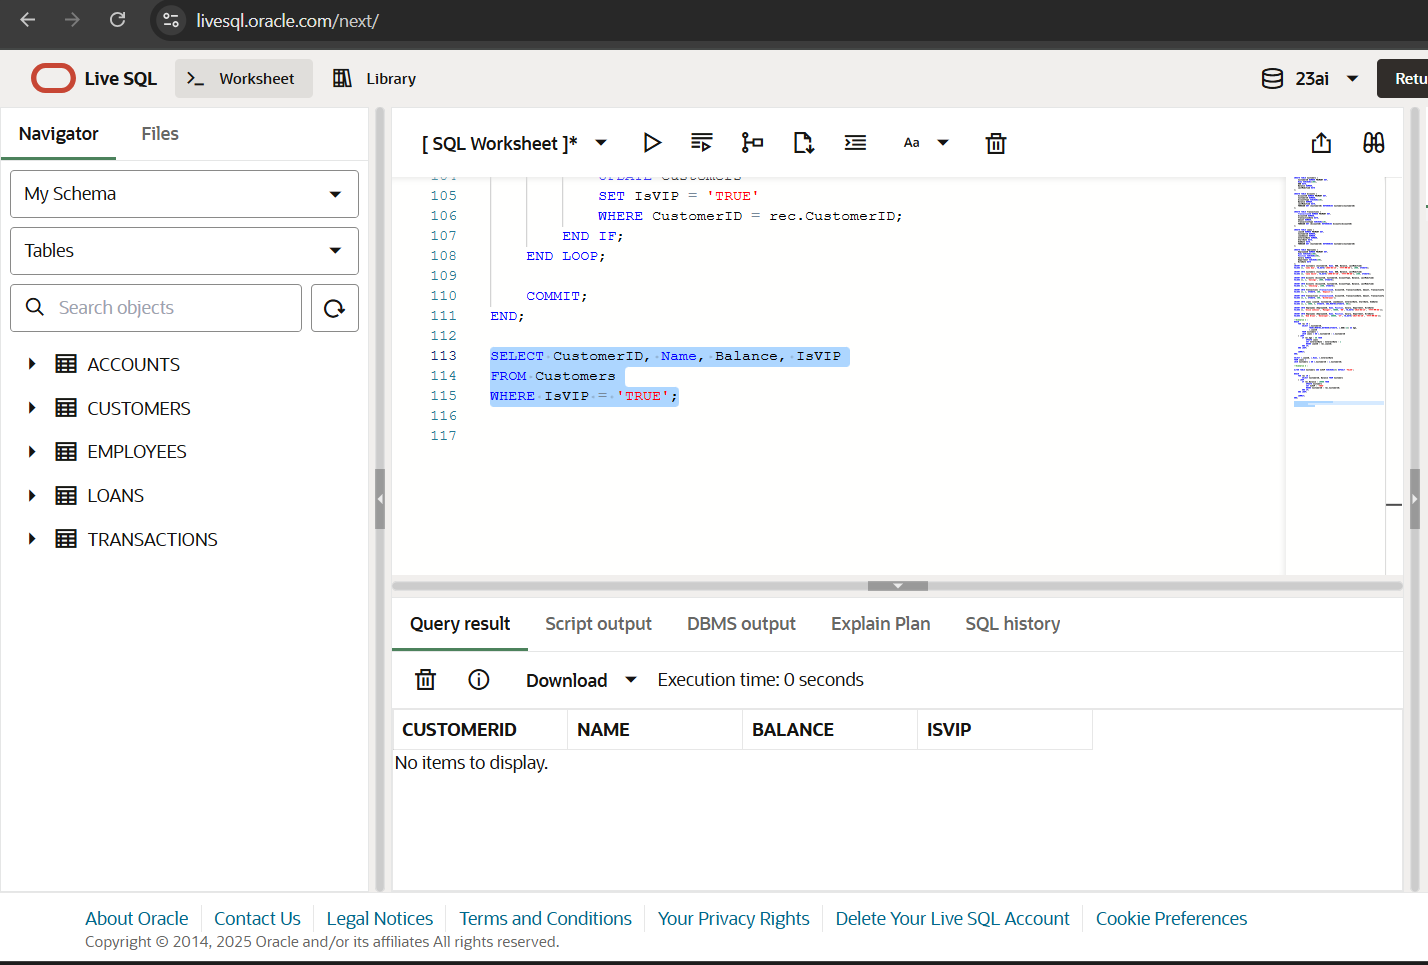 livesql.oracle.com/next/
Live SQL
Worksheet
Library
23ai
Retu
Navigator
Files
[ SQL Worksheet ]*
Aa
My Schema
Tables
Search objects
ACCOUNTS
CUSTOMERS
EMPLOYEES
LOANS
TRANSACTIONS
104 UPDATE Customers
105 SET IsVIP = 'TRUE'
106 WHERE CustomerID = rec.CustomerID;
107 END IF;
108 END LOOP;
109
110 COMMIT;
111 END;
112
113 SELECT CustomerID, Name, Balance, IsVIP
114 FROM Customers
115 WHERE IsVIP = 'TRUE';
116
117
Query result
Script output
DBMS output
Explain Plan
SQL history
Download
Execution time: 0 seconds
CUSTOMERID NAME BALANCE ISVIP
No items to display.
About Oracle
Contact Us
Legal Notices
Terms and Conditions
Your Privacy Rights
Delete Your Live SQL Account
Cookie Preferences
Copyright © 2014, 2025 Oracle and/or its affiliates All rights reserved.